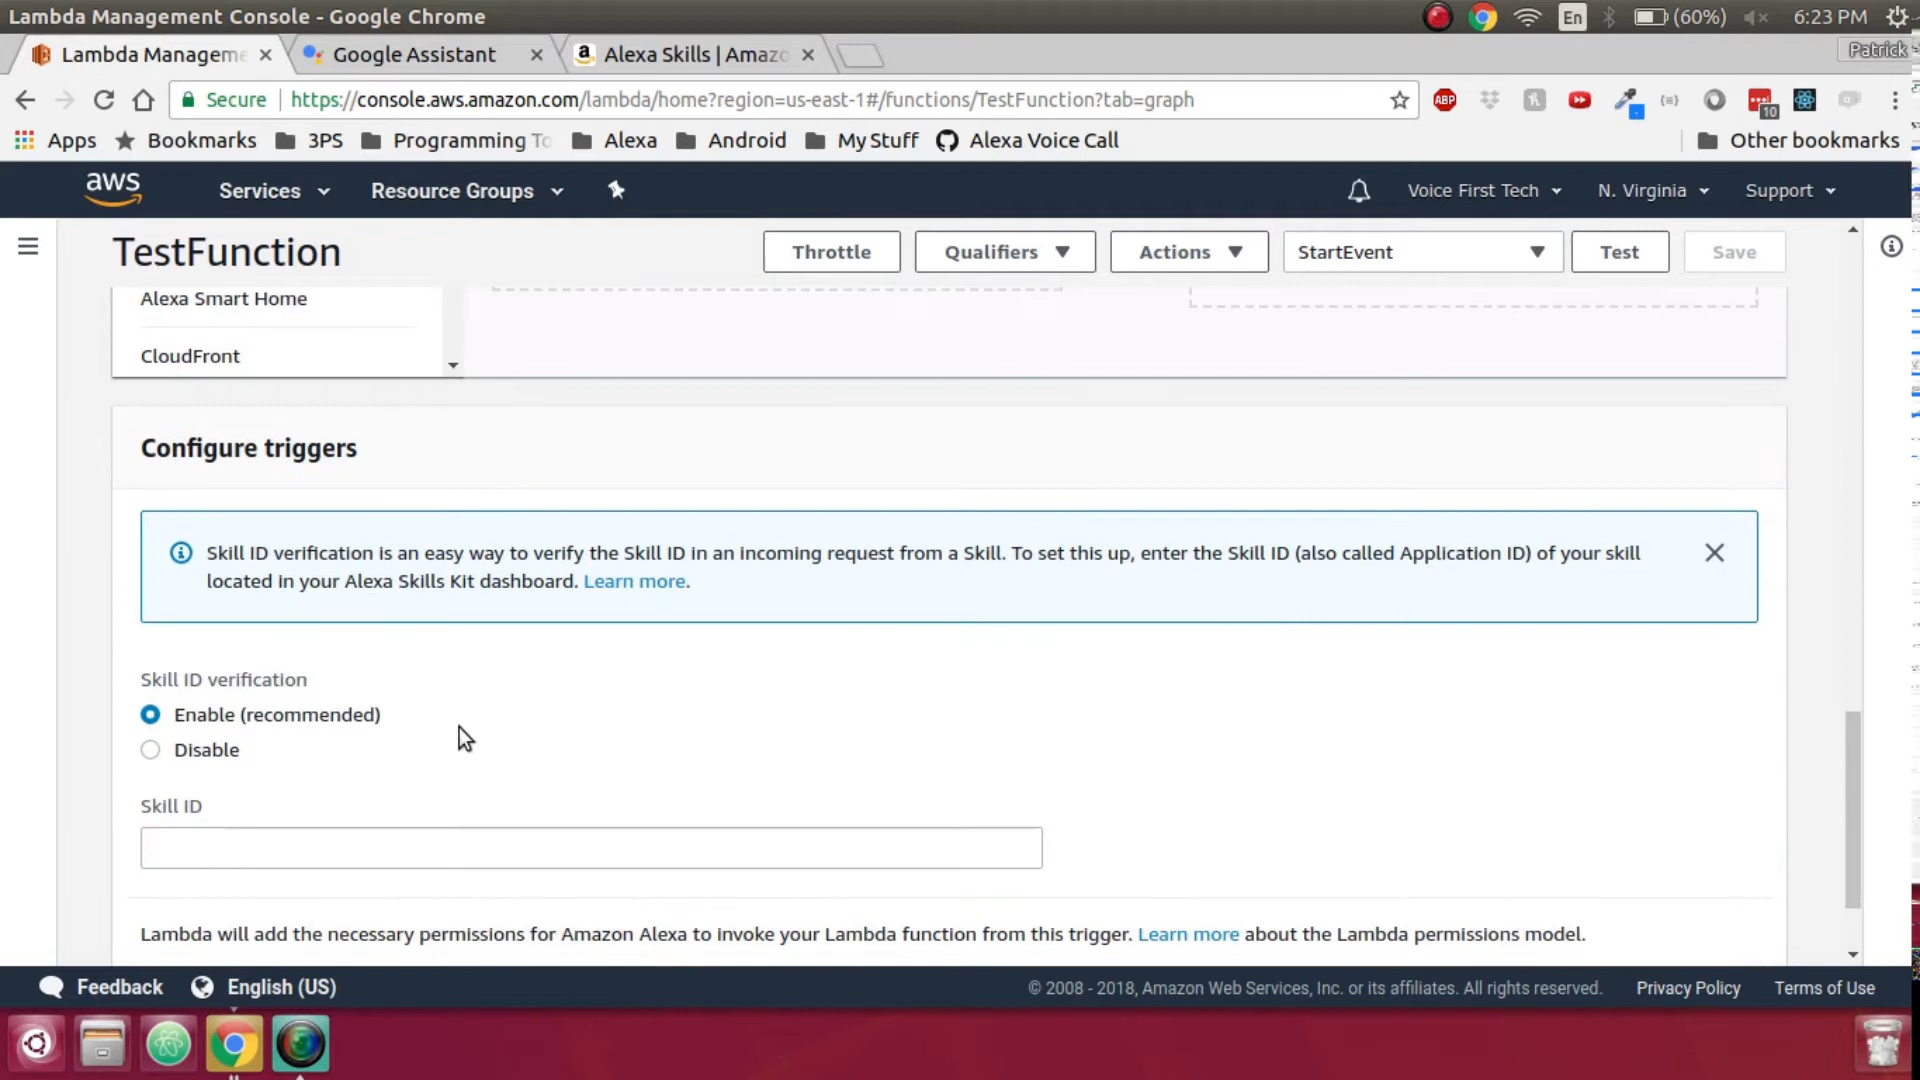 Lambda Management Console - Google Chrome
En
(60%)
6:23 PM
Lambda Manageme
Google Assistant
Alexa Skills | Amazo
Patrick
Secure
https://console.aws.amazon.com/lambda/home?region=us-east-1#/functions/TestFunction?tab=graph
ABP
10
Apps
Bookmarks
3PS
Programming To
Alexa
Android
My Stuff
Alexa Voice Call
Other bookmarks
aws
Services
Resource Groups
Voice First Tech
N. Virginia
Support
TestFunction
Throttle
Qualifiers
Actions
StartEvent
Test
Save
Alexa Smart Home
CloudFront
Configure triggers
Skill ID verification is an easy way to verify the Skill ID in an incoming request from a Skill. To set this up, enter the Skill ID (also called Application ID) of your skill
located in your Alexa Skills Kit dashboard. Learn more.
Skill ID verification
Enable (recommended)
Disable
Skill ID
Lambda will add the necessary permissions for Amazon Alexa to invoke your Lambda function from this trigger. Learn more about the Lambda permissions model.
Feedback
English (US)
© 2008 - 2018, Amazon Web Services, Inc. or its affiliates. All rights reserved.
Privacy Policy
Terms of Use